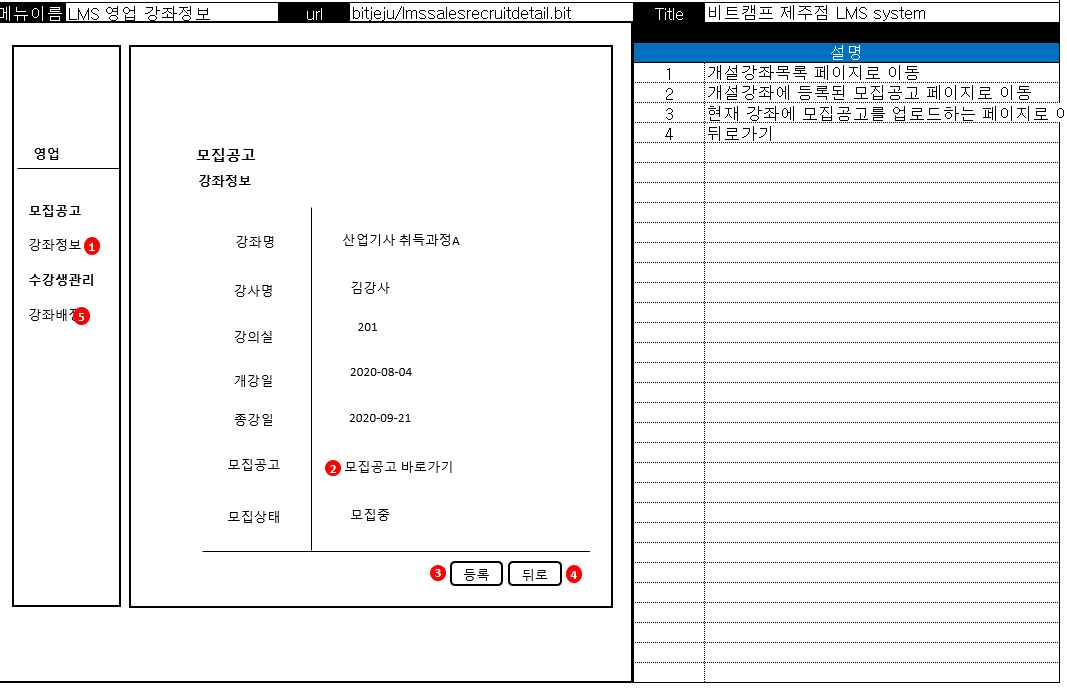 메뉴이름 LMS 영업 강좌정보 url bitjeju/lmssalesrecruitdetail.bit Title 비트캠프 제주점 LMS system
설명
1 개설강좌목록 페이지로 이동
2 개설강좌에 등록된 모집공고 페이지로 이동
3 현재 강좌에 모집공고를 업로드하는 페이지로
4 뒤로가기
영업
모집공고
강좌정보 1
수강생관리
5
모집공고
강좌정보
강좌명 산업기사 취득과정A
강사명 김강사
강의실 201
개강일 2020-08-04
종강일 2020-09-21
모집공고 2 모집공고 바로가기
모집상태 모집중
3 등록 뒤로 4